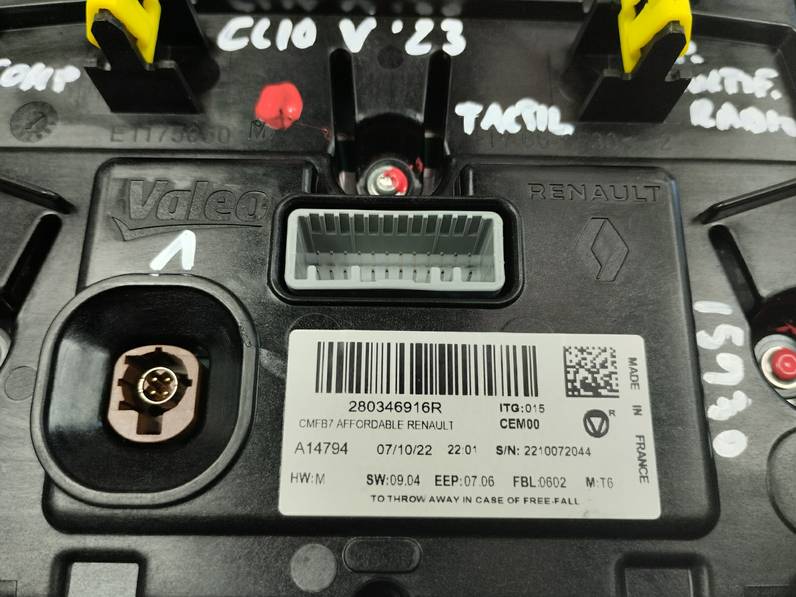 CLIO V '23
TACTIL
Valeo
RENAULT
1
280346916R
ITG:015
CMFB7 AFFORDABLE RENAULT
CEM00
R
A14794 07/10/22 22:01 S/N: 2210072044
HW:M SW:09.04 EEP:07.06 FBL:0602 M:T6
TO THROW AWAY IN CASE OF FREE-FALL
MADE IN FRANCE